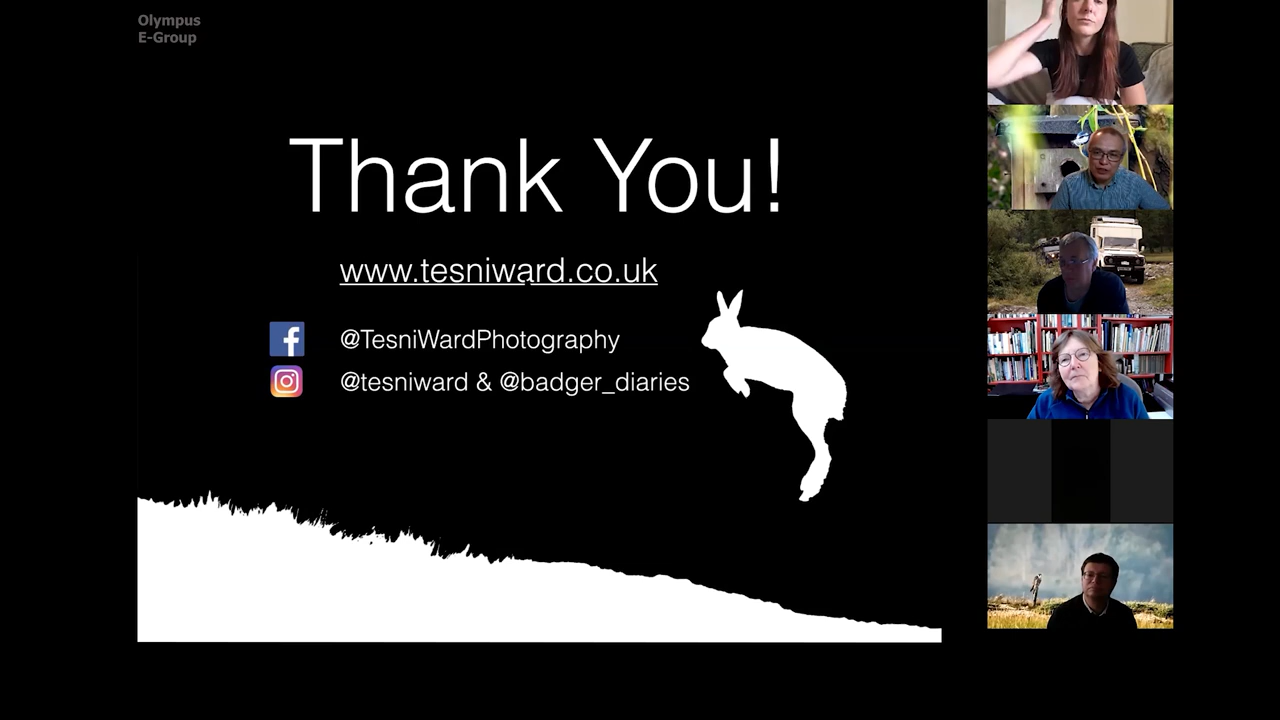 Olympus
E-Group
Thank You!
www.tesniward.co.uk
@TesniWardPhotography
@tesniward & @badger_diaries